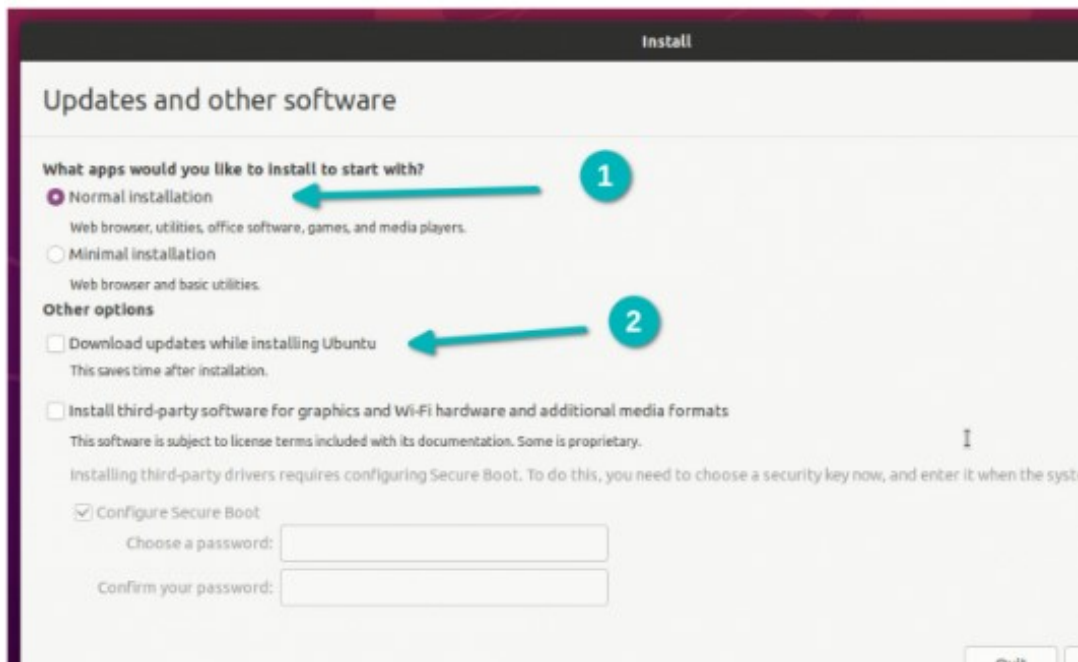 Install
Updates and other software
What apps would you like to install to start with?
1
Normal installation
Web browser, utilities, office software, games, and media players.
Minimal installation
Web browser and basic utilities.
Other options
2
Download updates while installing Ubuntu
This saves time after installation.
Install third-party software for graphics and Wi-Fi hardware and additional media formats
This software is subject to license terms included with its documentation. Some is proprietary.
Installing third-party drivers requires configuring Secure Boot. To do this, you need to choose a security key now, and enter it when the syst
Configure Secure Boot
Choose a password:
Confirm your password:
Quit